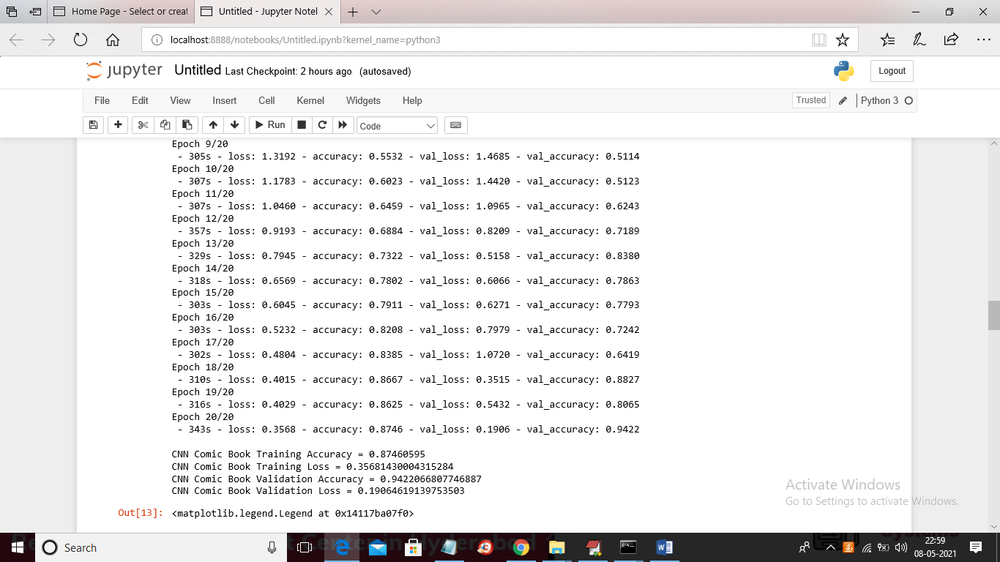 Home Page - Select or creat
Untitled - Jupyter Notel
localhost:8888/notebooks/Untitled.ipynb?kernel_name=python3
jupyter Untitled Last Checkpoint: 2 hours ago (autosaved)
Logout
File Edit View Insert Cell Kernel Widgets Help
Trusted Python 3
Run Code
Epoch 9/20
- 305s - loss: 1.3192 - accuracy: 0.5532 - val_loss: 1.4685 - val_accuracy: 0.5114
Epoch 10/20
- 307s - loss: 1.1783 - accuracy: 0.6023 - val_loss: 1.4420 - val_accuracy: 0.5123
Epoch 11/20
- 307s - loss: 1.0460 - accuracy: 0.6459 - val_loss: 1.0965 - val_accuracy: 0.6243
Epoch 12/20
- 357s - loss: 0.9193 - accuracy: 0.6884 - val_loss: 0.8209 - val_accuracy: 0.7189
Epoch 13/20
- 329s - loss: 0.7945 - accuracy: 0.7322 - val_loss: 0.5158 - val_accuracy: 0.8380
Epoch 14/20
- 318s - loss: 0.6569 - accuracy: 0.7802 - val_loss: 0.6066 - val_accuracy: 0.7863
Epoch 15/20
- 303s - loss: 0.6045 - accuracy: 0.7911 - val_loss: 0.6271 - val_accuracy: 0.7793
Epoch 16/20
- 303s - loss: 0.5232 - accuracy: 0.8208 - val_loss: 0.7979 - val_accuracy: 0.7242
Epoch 17/20
- 302s - loss: 0.4804 - accuracy: 0.8385 - val_loss: 1.0720 - val_accuracy: 0.6419
Epoch 18/20
- 310s - loss: 0.4015 - accuracy: 0.8667 - val_loss: 0.3515 - val_accuracy: 0.8827
Epoch 19/20
- 316s - loss: 0.4029 - accuracy: 0.8625 - val_loss: 0.5432 - val_accuracy: 0.8065
Epoch 20/20
- 343s - loss: 0.3568 - accuracy: 0.8746 - val_loss: 0.1906 - val_accuracy: 0.9422
CNN Comic Book Training Accuracy = 0.87460595
CNN Comic Book Training Loss = 0.35681430004315284
CNN Comic Book Validation Accuracy = 0.9422066807746887
CNN Comic Book Validation Loss = 0.19064619139753503
Out[13]: <matplotlib.legend.Legend at 0x14117ba07f0>
Activate Windows
Go to Settings to activate Windows.
Search
22:59
08-05-2021